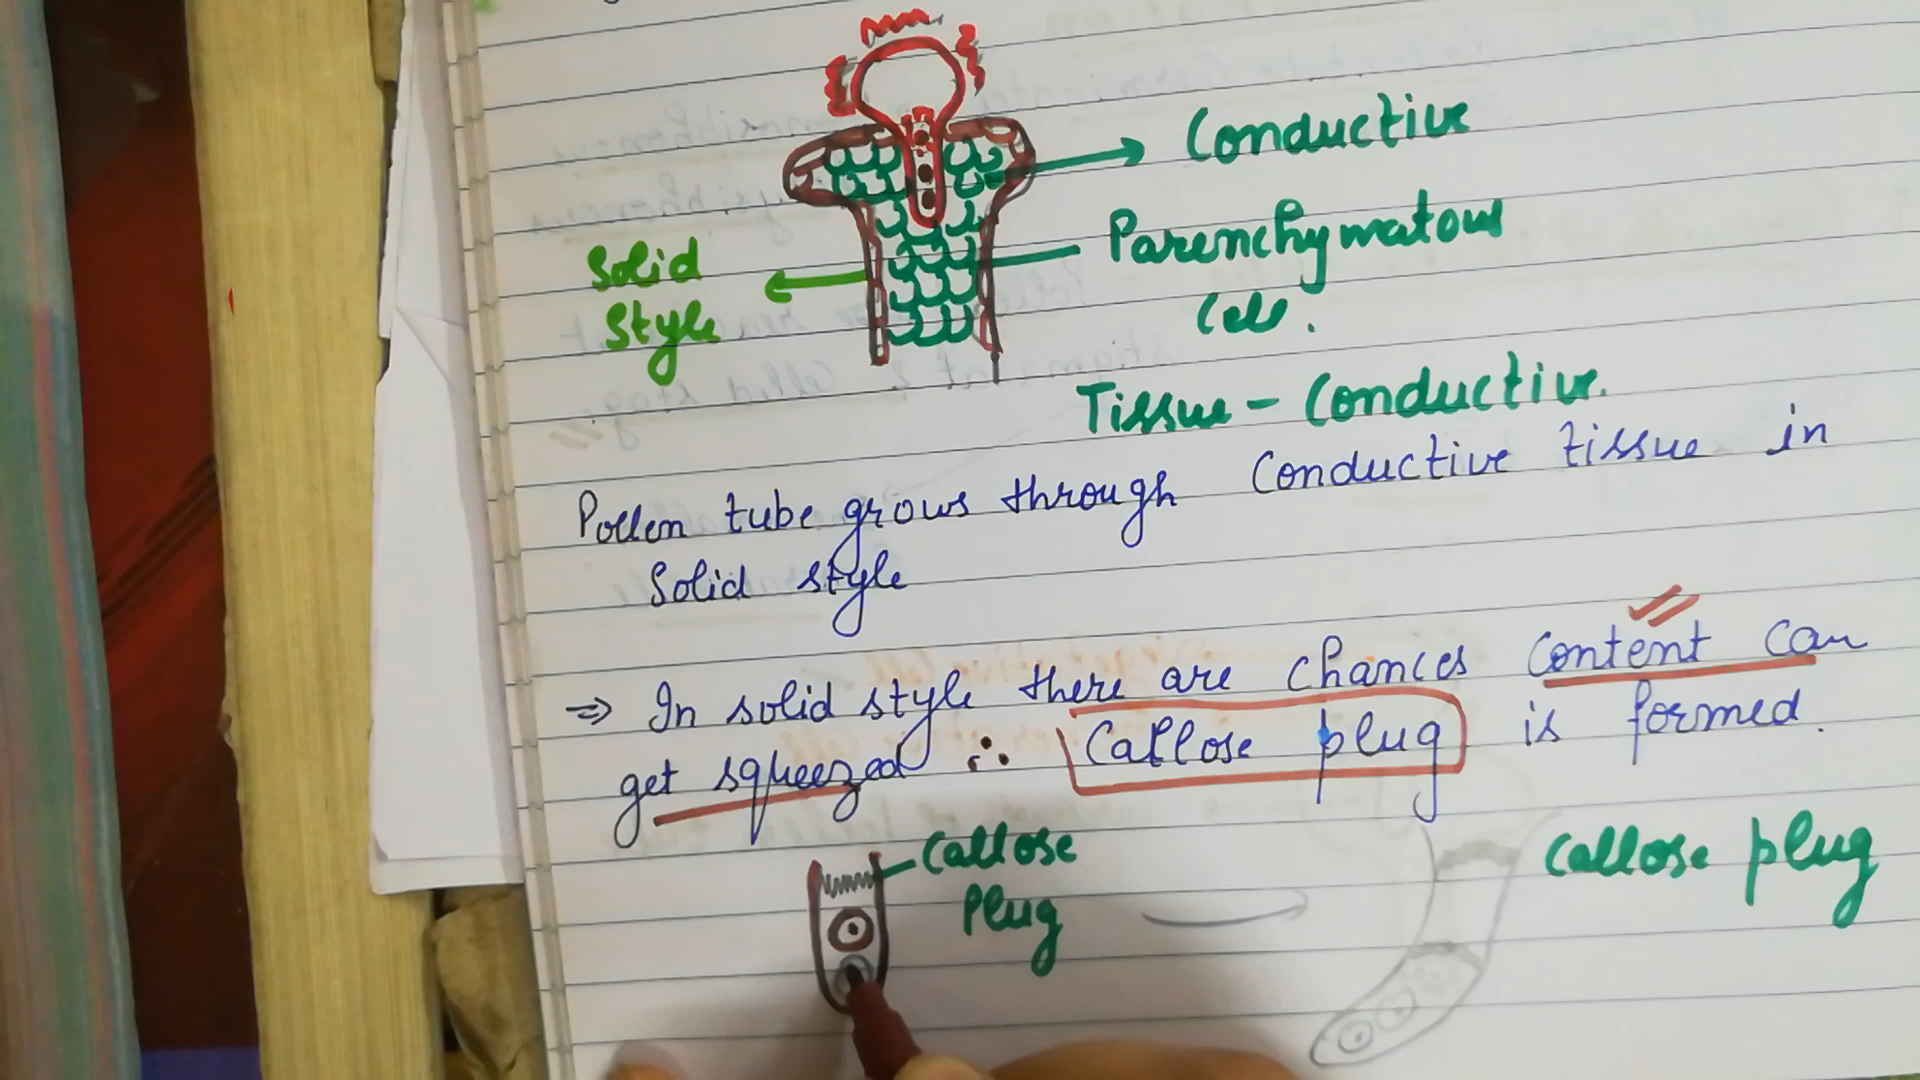 Conductive
Parenchymatous
Cells.
Solid
Style
Tissue - Conductive.
Pollen tube grows through Conductive tissue in
Solid style
⇒ In solid style there are chances Content can
get squeezed ∴ Callose plug is formed.
Callose
Plug
Callose plug